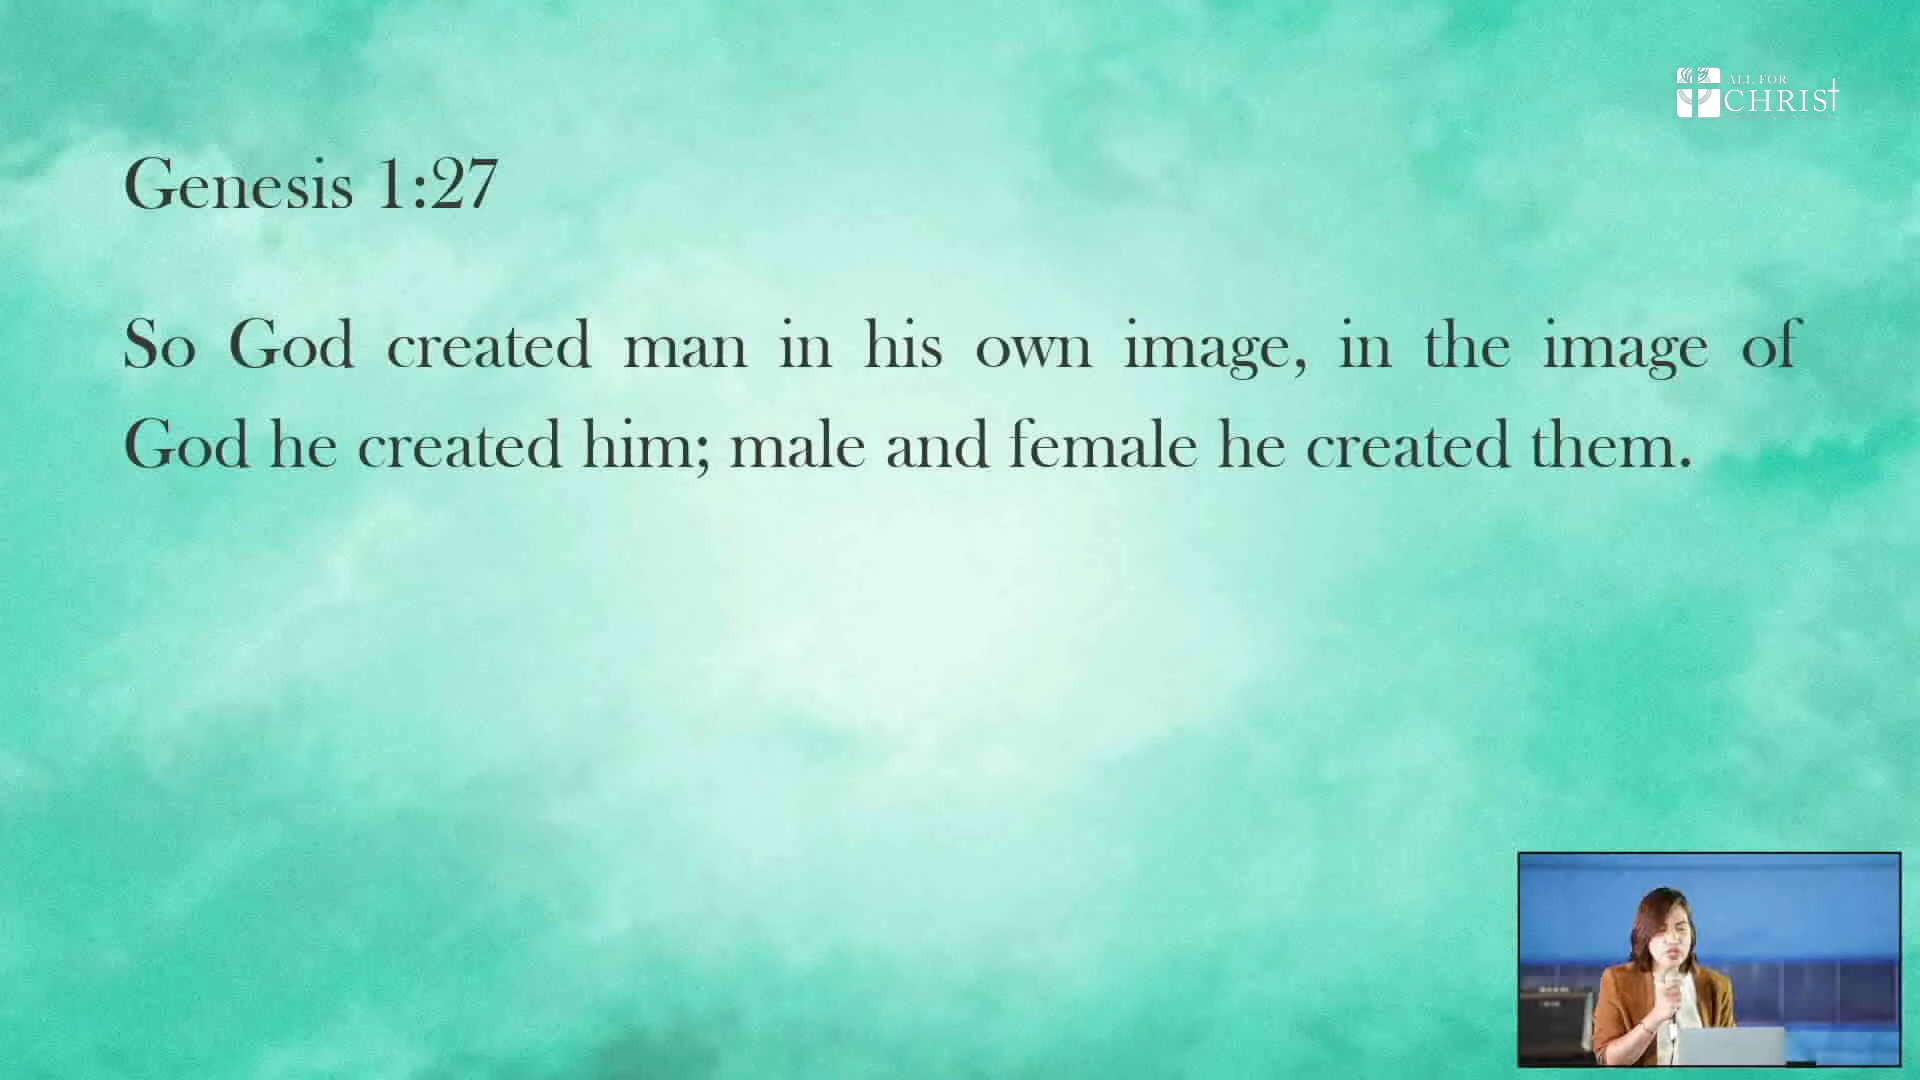 ALL FOR
CHRIST
Genesis 1:27
So God created man in his own image, in the image of
God he created him; male and female he created them.